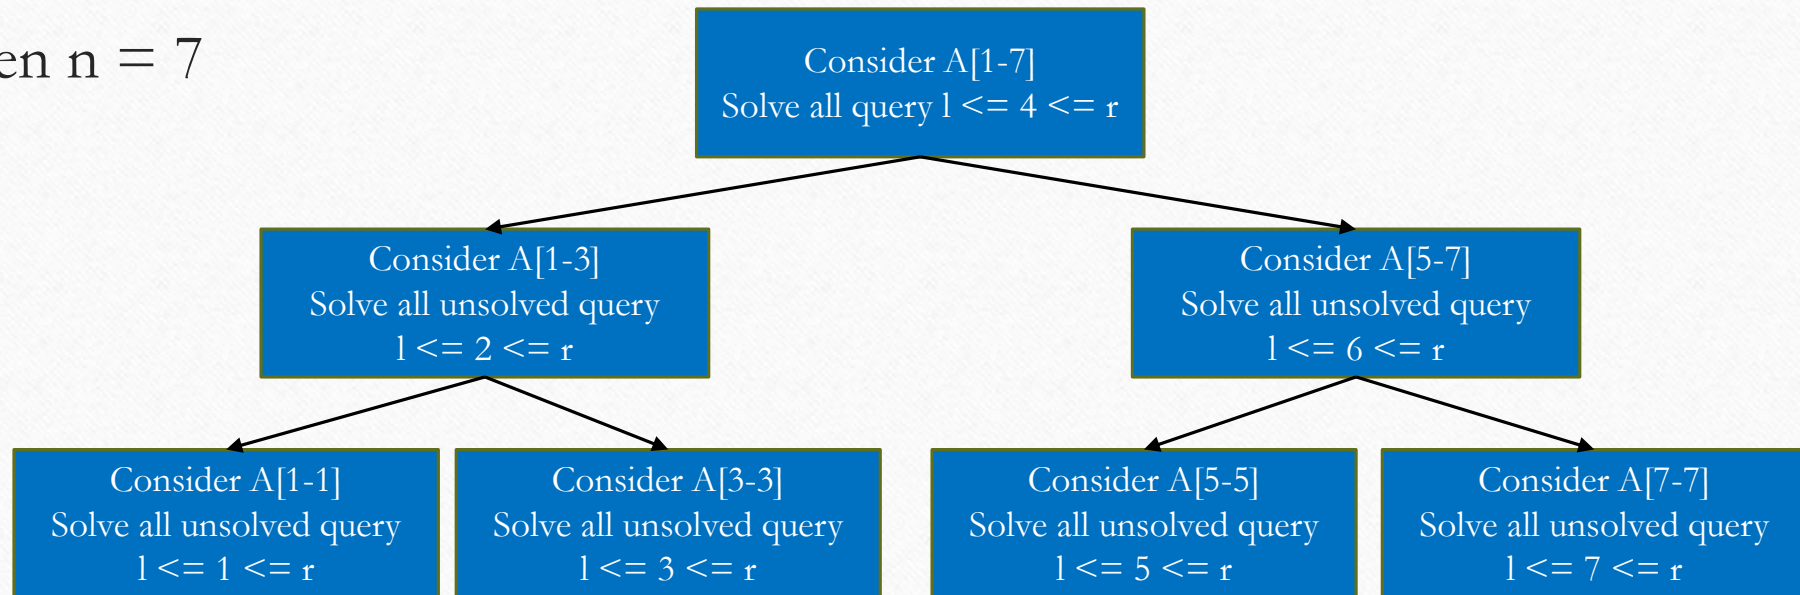 en n = 7
Consider A[1-7]
Solve all query l <= 4 <= r
Consider A[1-3]
Solve all unsolved query
l <= 2 <= r
Consider A[5-7]
Solve all unsolved query
l <= 6 <= r
Consider A[1-1]
Solve all unsolved query
l <= 1 <= r
Consider A[3-3]
Solve all unsolved query
l <= 3 <= r
Consider A[5-5]
Solve all unsolved query
l <= 5 <= r
Consider A[7-7]
Solve all unsolved query
l <= 7 <= r